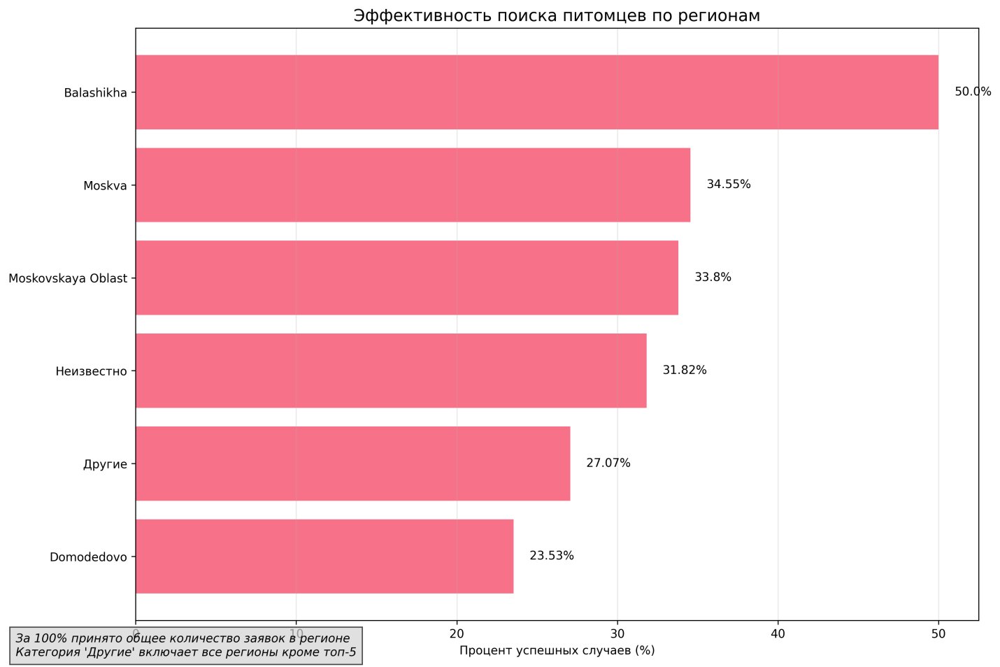 Эффективность поиска питомцев по регионам
Balashikha
50.0%
Moskva
34.55%
Moskovskaya Oblast
33.8%
Неизвестно
31.82%
Другие
27.07%
Domodedovo
23.53%
0 10 20 30 40 50
Процент успешных случаев (%)
За 100% принято общее количество заявок в регионе
Категория 'Другие' включает все регионы кроме топ-5